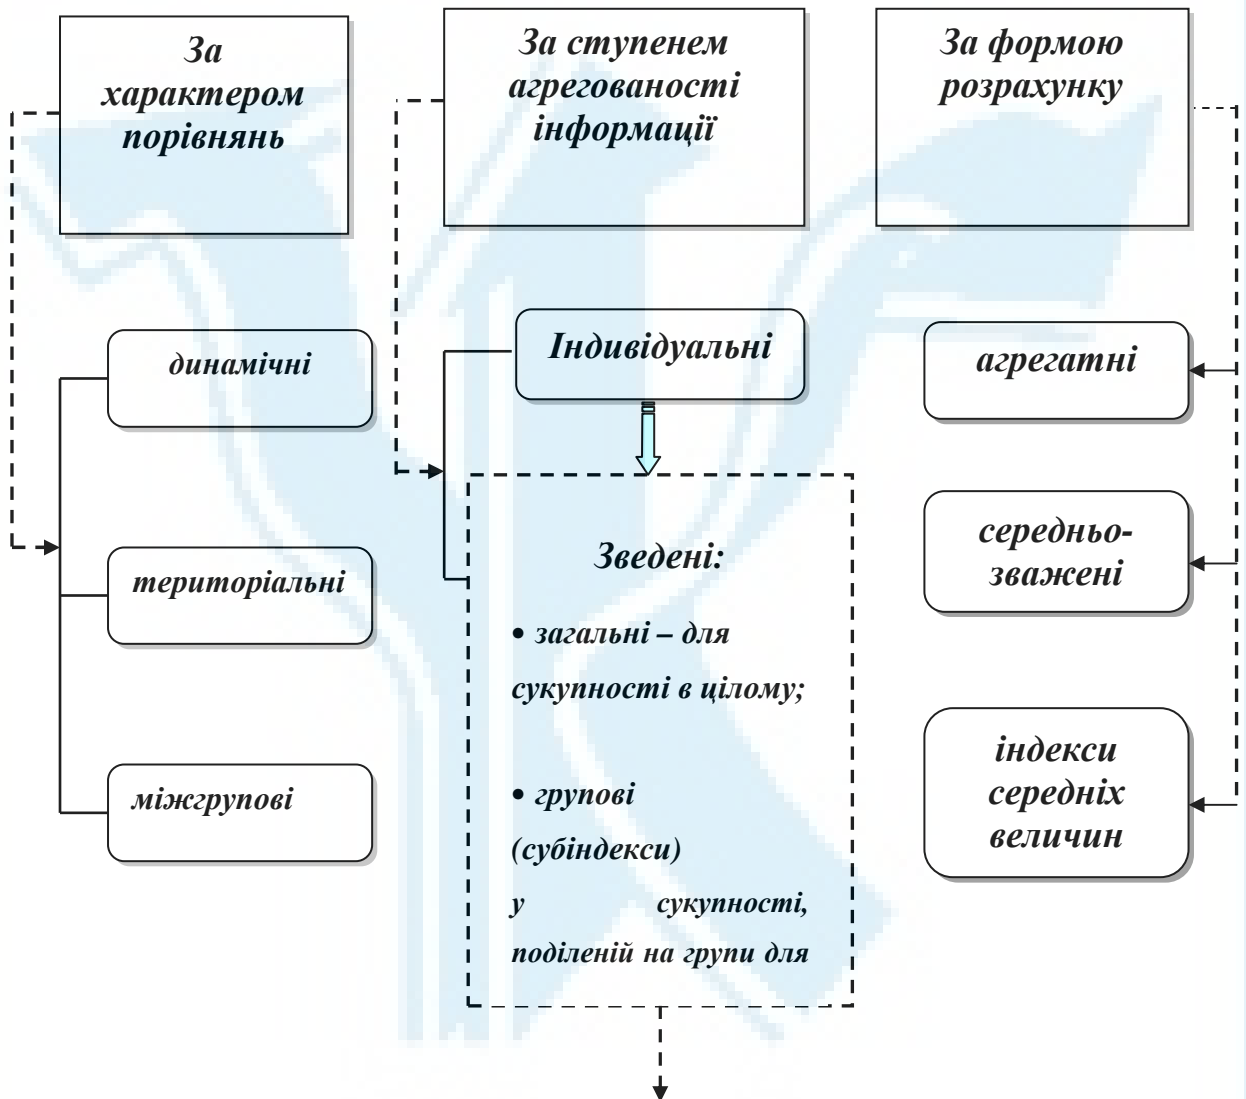 За
характером
порівнянь
динамічні
територіальні
міжгрупові
За ступенем
агрегованості
інформації
Індивідуальні
Зведені:
• загальні – для
сукупності в цілому;
• групові
(субіндекси)
у сукупності,
поділеній на групи для
За формою
розрахунку
агрегатні
середньо-
зважені
індекси
середніх
величин